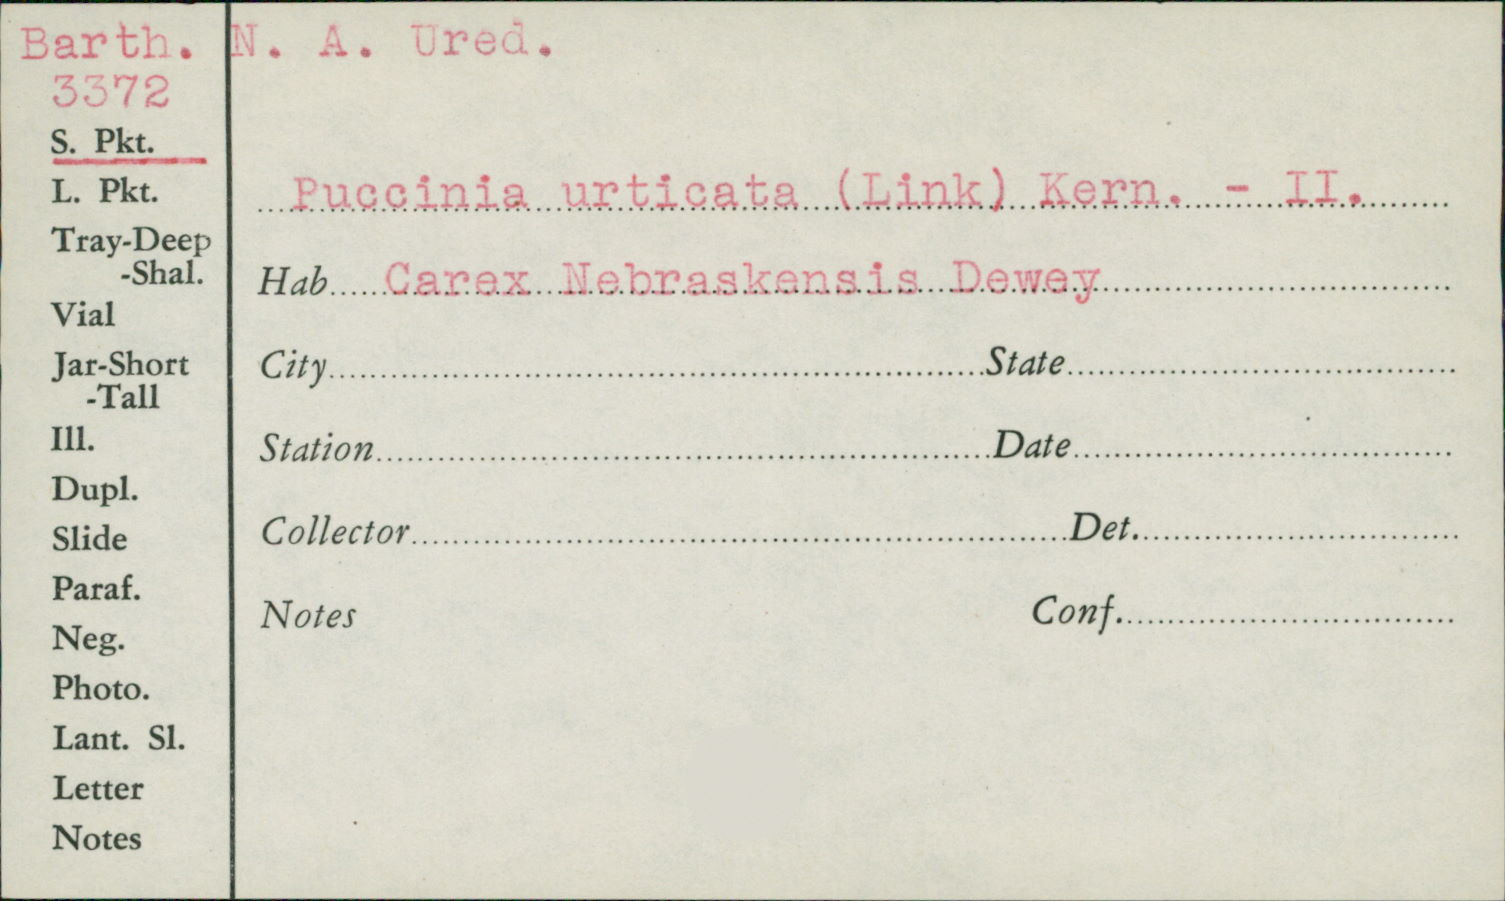 Barth. N. A. Ured.
3372
S. Pkt.
L. Pkt.
Tray-Deep
-Shal.
Vial
Jar-Short
-Tall
Ill.
Dupl.
Slide
Paraf.
Neg.
Photo.
Lant. Sl.
Letter
Notes
Puccinia urticata (Link) Kern. - II.
Hab. Carex Nebraskensis Dewey
City State
Station Date
Collector Det.
Notes Conf.